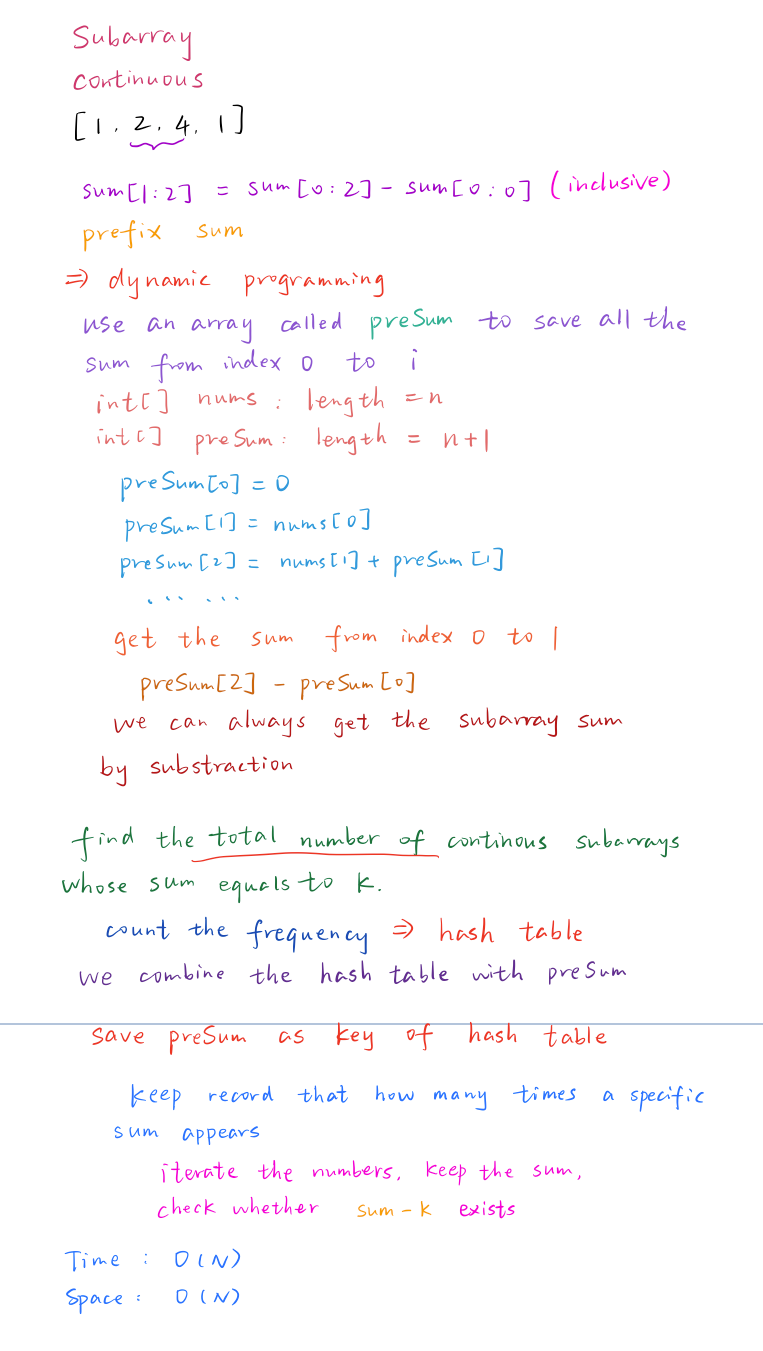 Subarray
continuous
[1, 2, 4, 1]
sum[1:2] = sum[0:2] - sum[0:0] (inclusive)
prefix sum
⇒ dynamic programming
use an array called preSum to save all the
sum from index 0 to i
int[] nums : length = n
int[] preSum: length = n+1
preSum[0] = 0
preSum[1] = nums[0]
preSum[2] = nums[1] + preSum[1]
... ...
get the sum from index 0 to 1
preSum[2] - preSum[0]
we can always get the subarray sum
by substraction
find the total number of continous subarrays
whose sum equals to k.
count the frequency ⇒ hash table
we combine the hash table with preSum
save preSum as key of hash table
keep record that how many times a specific
sum appears
iterate the numbers, keep the sum,
check whether sum-k exists
Time : O(N)
Space : O(N)